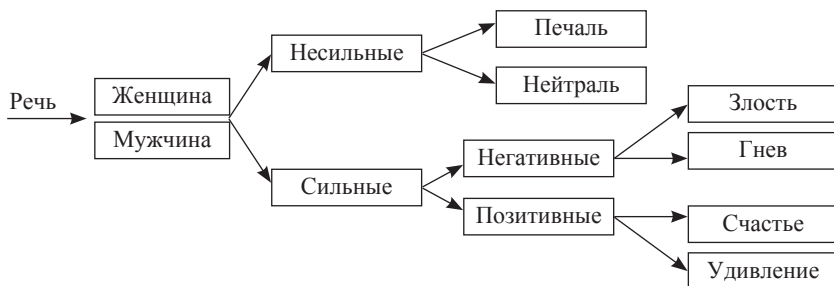 Речь
Женщина
Мужчина
Несильные
Сильные
Печаль
Нейтраль
Негативные
Позитивные
Злость
Гнев
Счастье
Удивление